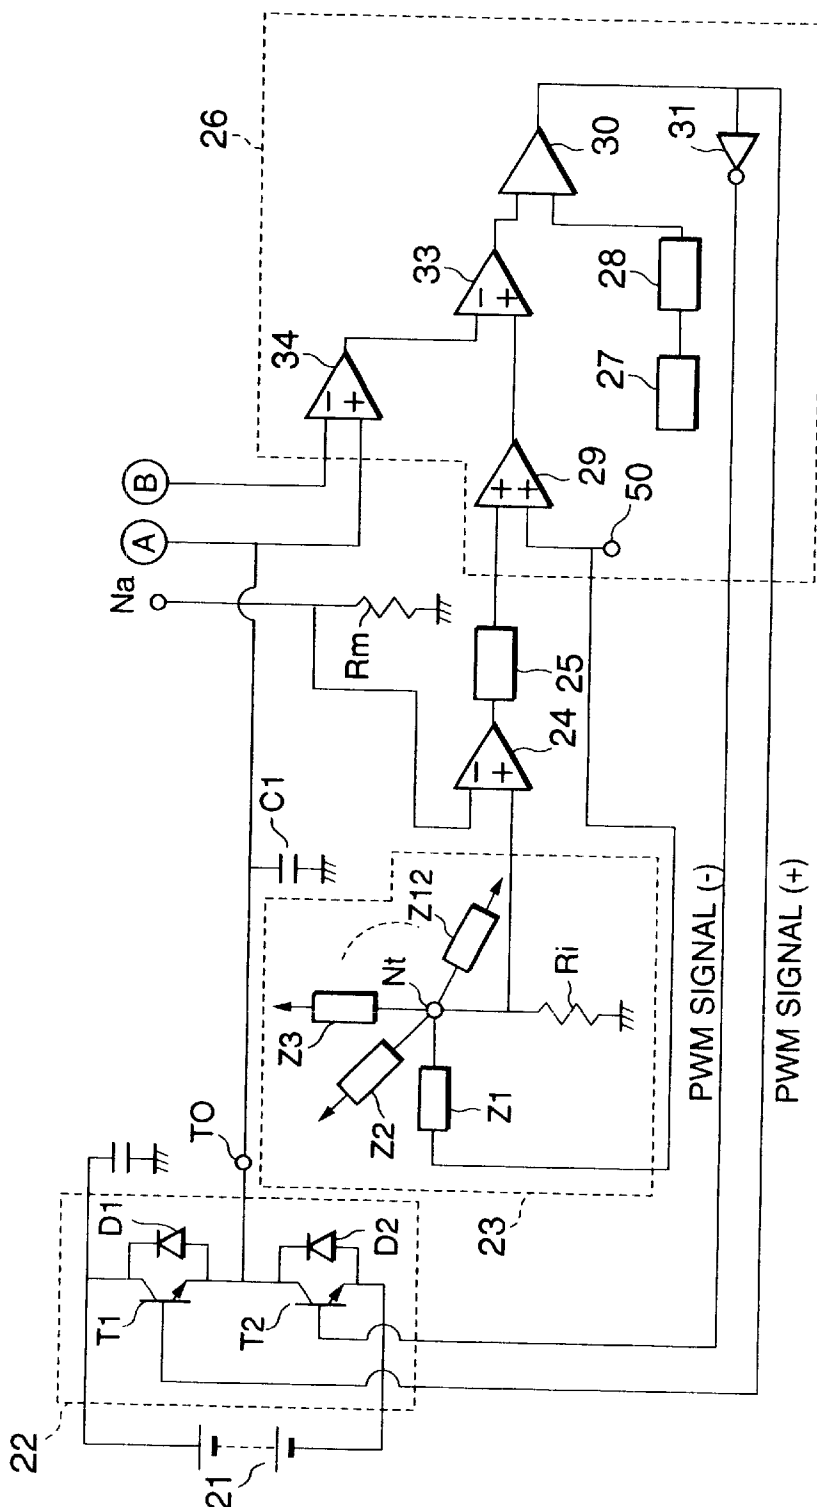 22
21
T1
D1
T2
D2
TO
23
Z1
Z2
Z3
Z12
Nt
Ri
C1
24
25
Na
Rm
A
B
26
34
−
+
33
−
+
29
+
+
50
−
+
27
28
30
31
PWM SIGNAL (-)
PWM SIGNAL (+)